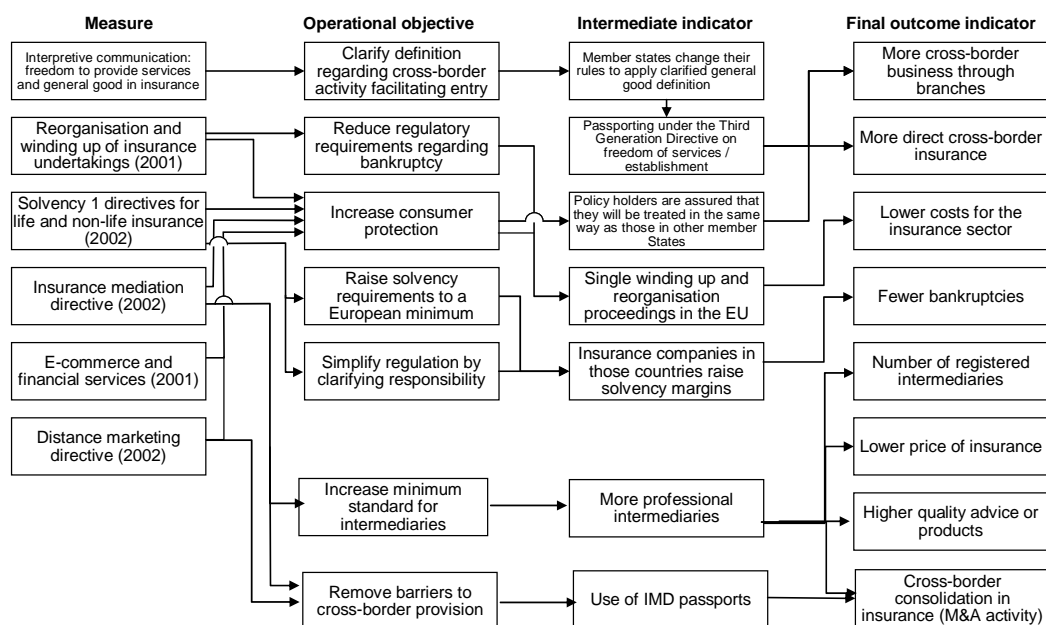 Measure
Operational objective
Intermediate indicator
Final outcome indicator
Interpretive communication:
freedom to provide services
and general good in insurance
Clarify definition
regarding cross-border
activity facilitating entry
Member states change their
rules to apply clarified general
good definition
More cross-border
business through
branches
Reorganisation and
winding up of insurance
undertakings (2001)
Reduce regulatory
requirements regarding
bankruptcy
Passporting under the Third
Generation Directive on
freedom of services /
establishment
More direct cross-border
insurance
Solvency 1 directives for
life and non-life insurance
(2002)
Increase consumer
protection
Policy holders are assured that
they will be treated in the same
way as those in other member
States
Lower costs for the
insurance sector
Insurance mediation
directive (2002)
Raise solvency
requirements to a
European minimum
Single winding up and
reorganisation
proceedings in the EU
Fewer bankruptcies
E-commerce and
financial services (2001)
Simplify regulation by
clarifying responsibility
Insurance companies in
those countries raise
solvency margins
Number of registered
intermediaries
Distance marketing
directive (2002)
Lower price of insurance
Increase minimum
standard for
intermediaries
More professional
intermediaries
Higher quality advice or
products
Remove barriers to
cross-border provision
Use of IMD passports
Cross-border
consolidation in
insurance (M&A activity)